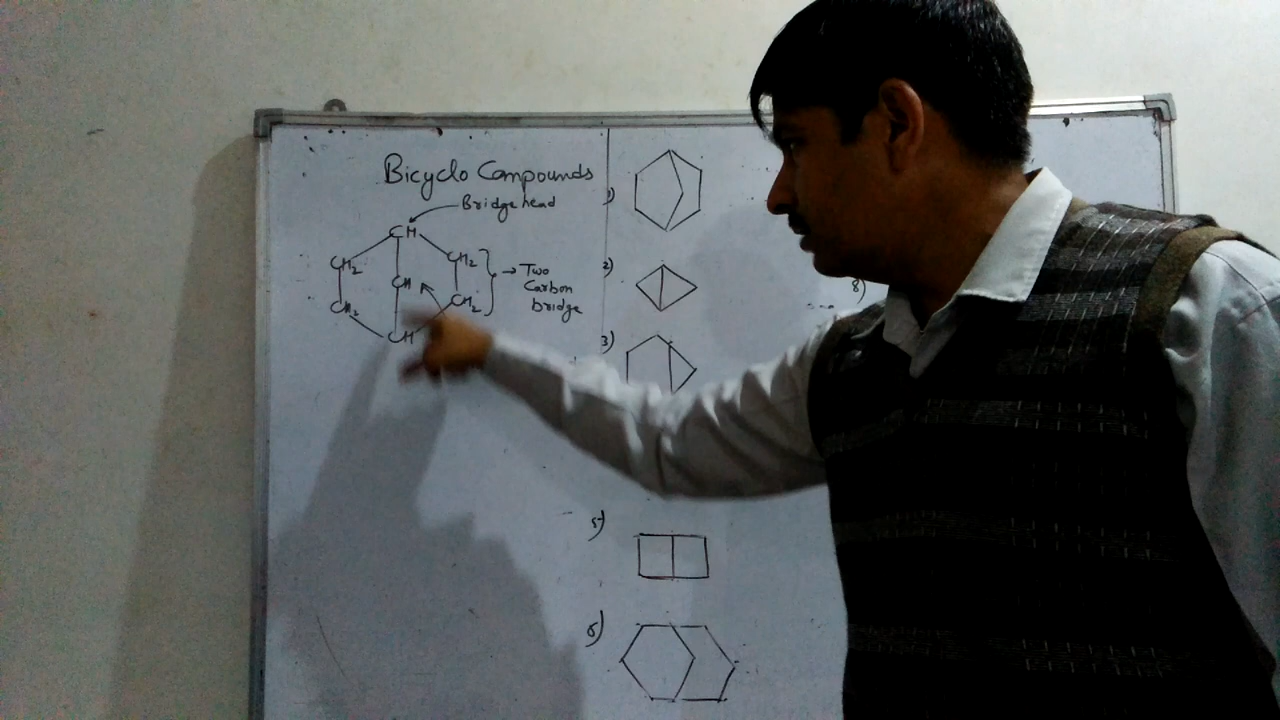 Bicyclo Compounds
Bridge head
1)
CH
CH2
CH2
→ Two
Carbon
bridge
2)
CH
CH2
CH2
CH
3)
5)
6)
8)